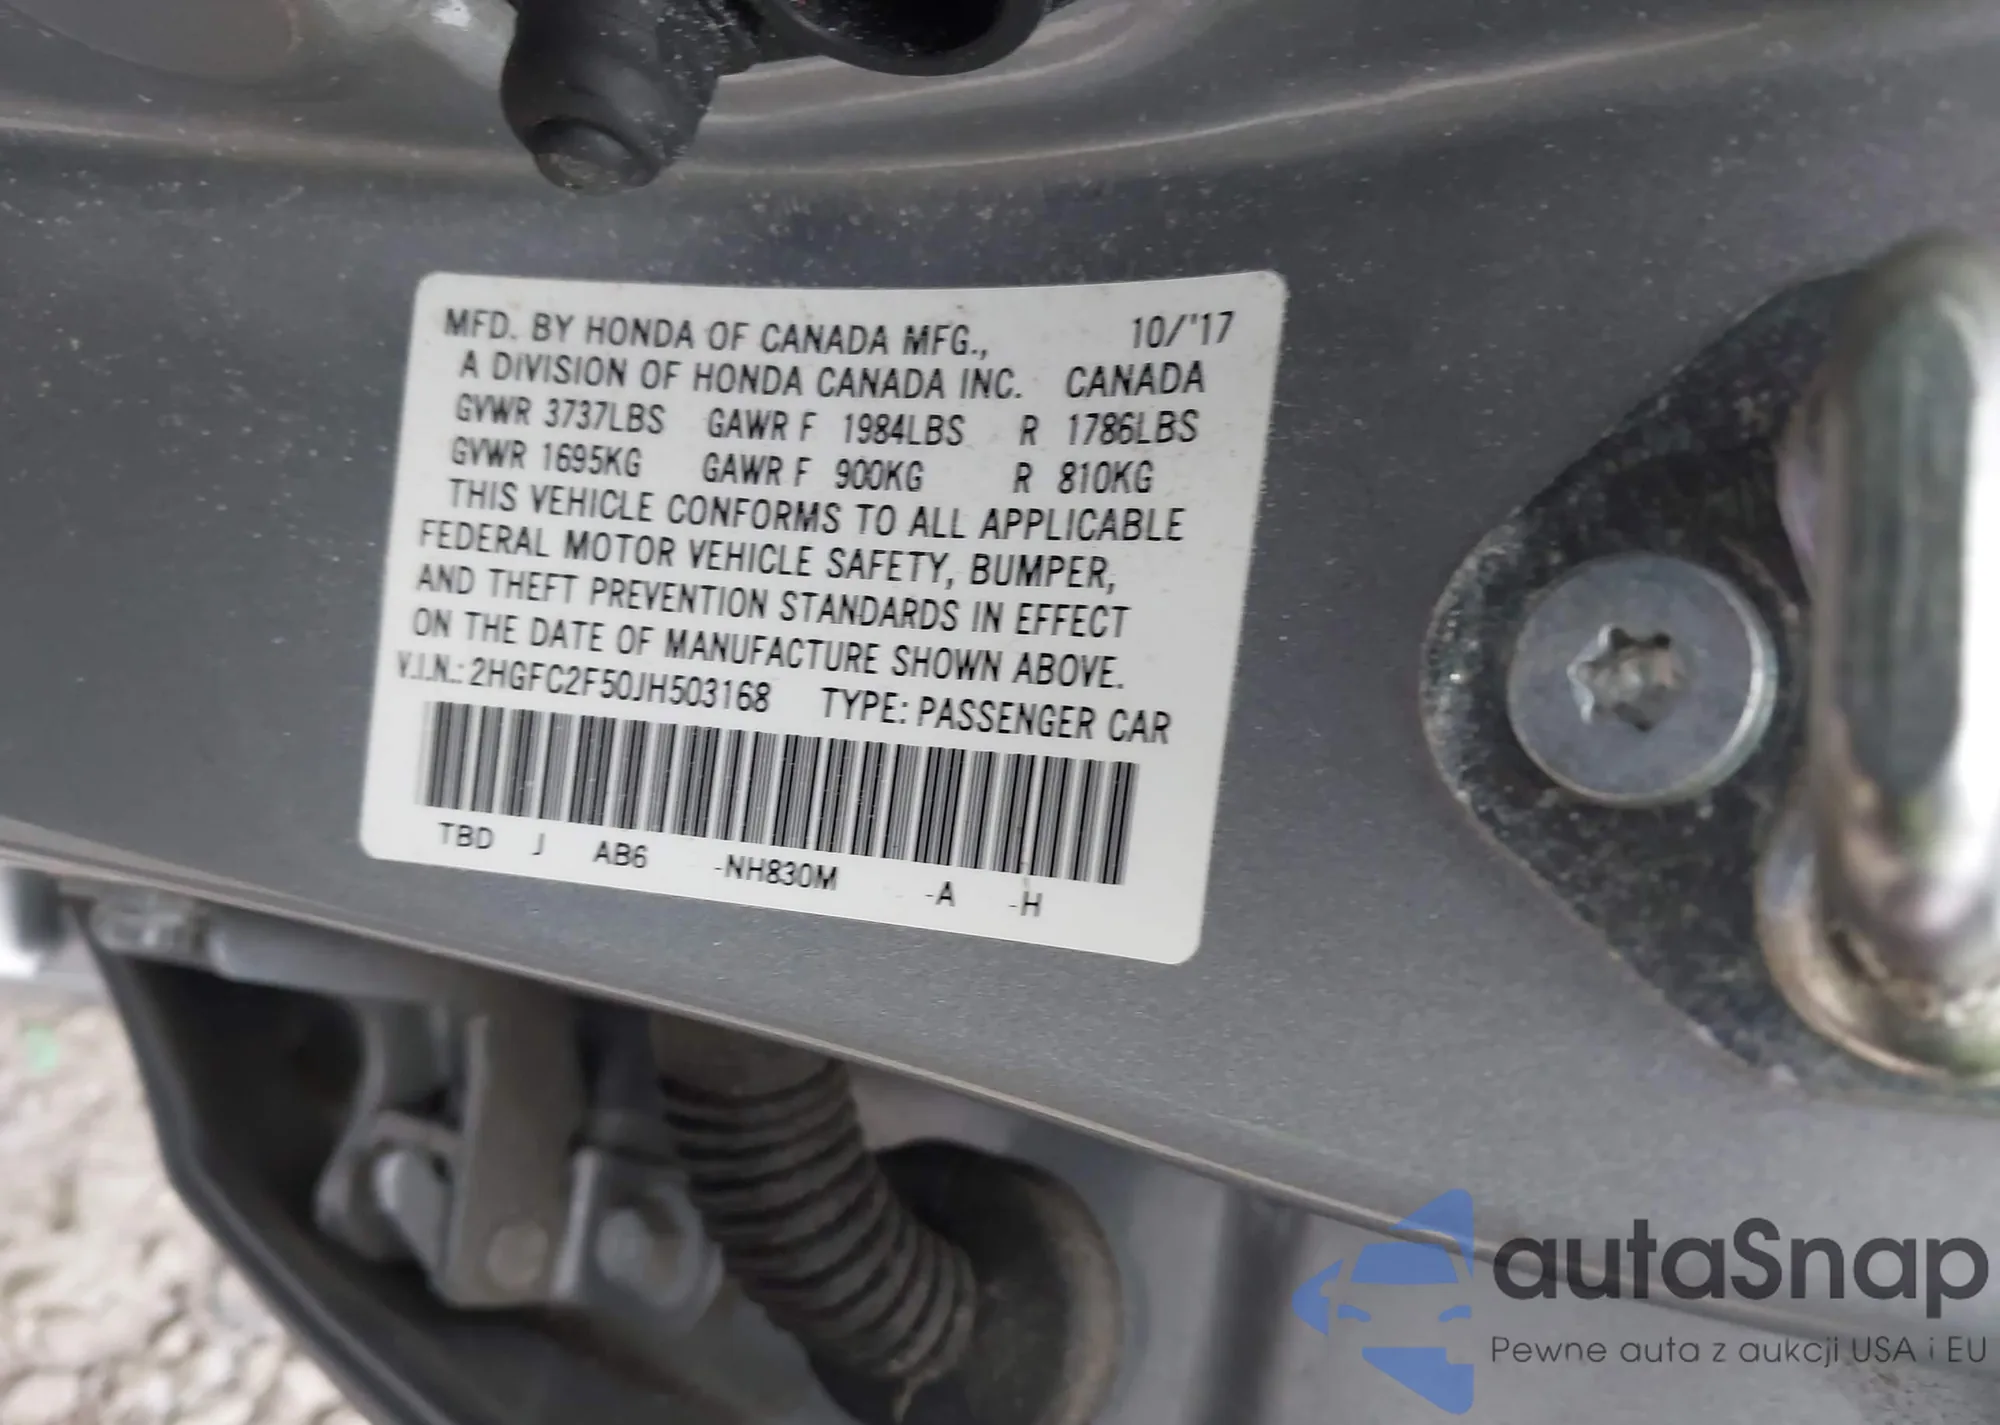 MFD. BY HONDA OF CANADA MFG., 10/'17
A DIVISION OF HONDA CANADA INC. CANADA
GVWR 3737LBS GAWR F 1984LBS R 1786LBS
GVWR 1695KG GAWR F 900KG R 810KG
THIS VEHICLE CONFORMS TO ALL APPLICABLE
FEDERAL MOTOR VEHICLE SAFETY, BUMPER,
AND THEFT PREVENTION STANDARDS IN EFFECT
ON THE DATE OF MANUFACTURE SHOWN ABOVE.
V.I.N.: 2HGFC2F50JH503168 TYPE: PASSENGER CAR
TBD J AB6 -NH830M -A -H
autaSnap
Pewne auta z aukcji USA i EU